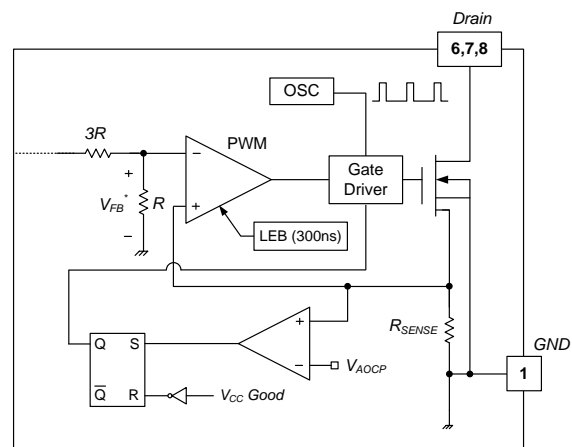 Drain
6,7,8
OSC
3R
PWM
−
+
V_FB*
R
−
+
Gate
Driver
LEB (300ns)
+
−
R_SENSE
GND
1
Q
S
V_AOCP
Q̅
R
V_CC Good